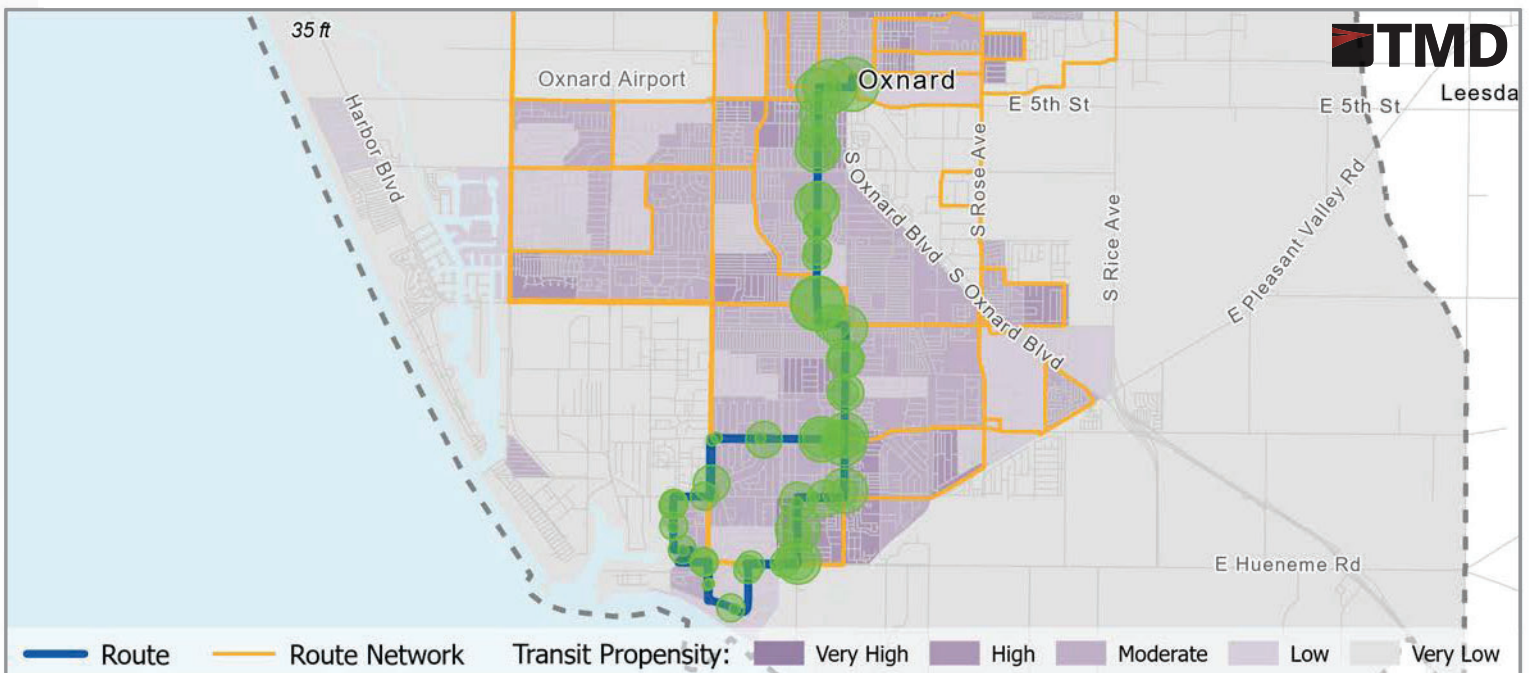 35 ft
TMD
Oxnard Airport
Oxnard
Leesda
Harbor Blvd
E 5th St
E 5th St
S Oxnard Blvd
S Rose Ave
S Rice Ave
E Pleasant Valley Rd
S Oxnard Blvd
E Hueneme Rd
Route
Route Network
Transit Propensity:
Very High
High
Moderate
Low
Very Low